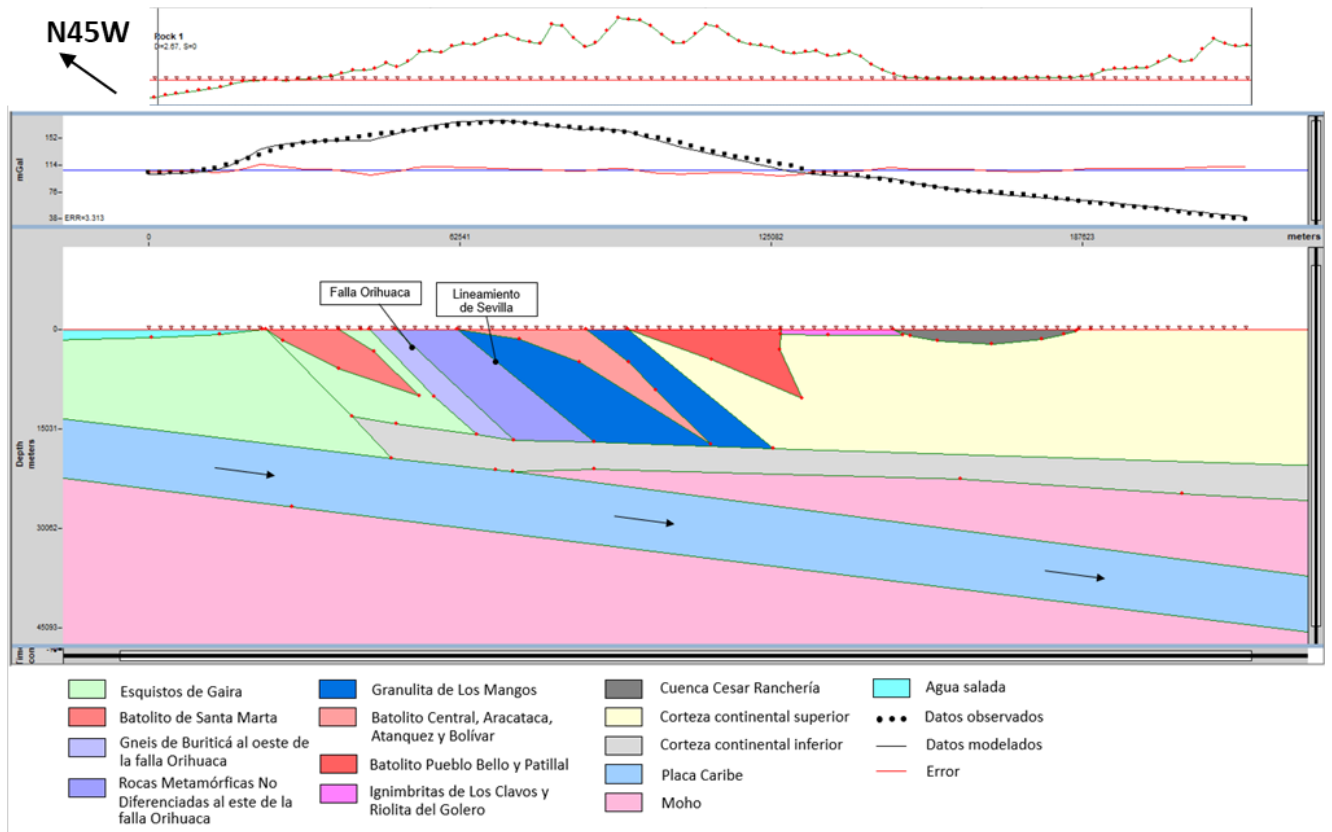 N45W
Rock 1
D=2.67, S=0
mGal
152
114
76
38
ERR=3.313
0
62541
125082
187623
meters
Falla Orihuaca
Lineamiento
de Sevilla
0
15031
30062
45093
Depth
meters
Esquistos de Gaira
Batolito de Santa Marta
Gneis de Buriticá al oeste de
la falla Orihuaca
Rocas Metamórficas No
Diferenciadas al este de la
falla Orihuaca
Granulita de Los Mangos
Batolito Central, Aracataca,
Atanquez y Bolívar
Batolito Pueblo Bello y Patillal
Ignimbritas de Los Clavos y
Riolita del Golero
Cuenca Cesar Ranchería
Corteza continental superior
Corteza continental inferior
Placa Caribe
Moho
Agua salada
Datos observados
Datos modelados
Error